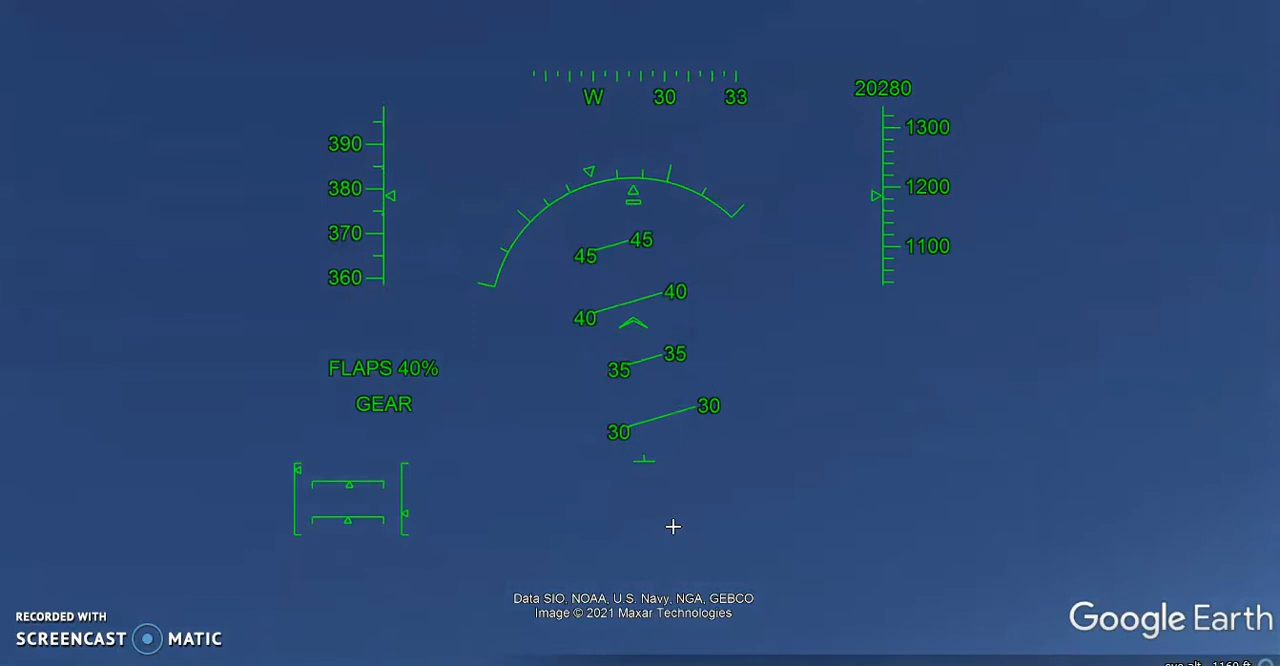 W 30 33
20280
390
380
370
360
1300
1200
1100
45 45
40 40
35 35
30 30
FLAPS 40%
GEAR
Data SIO, NOAA, U.S. Navy, NGA, GEBCO
Image © 2021 Maxar Technologies
RECORDED WITH
SCREENCAST MATIC
Google Earth